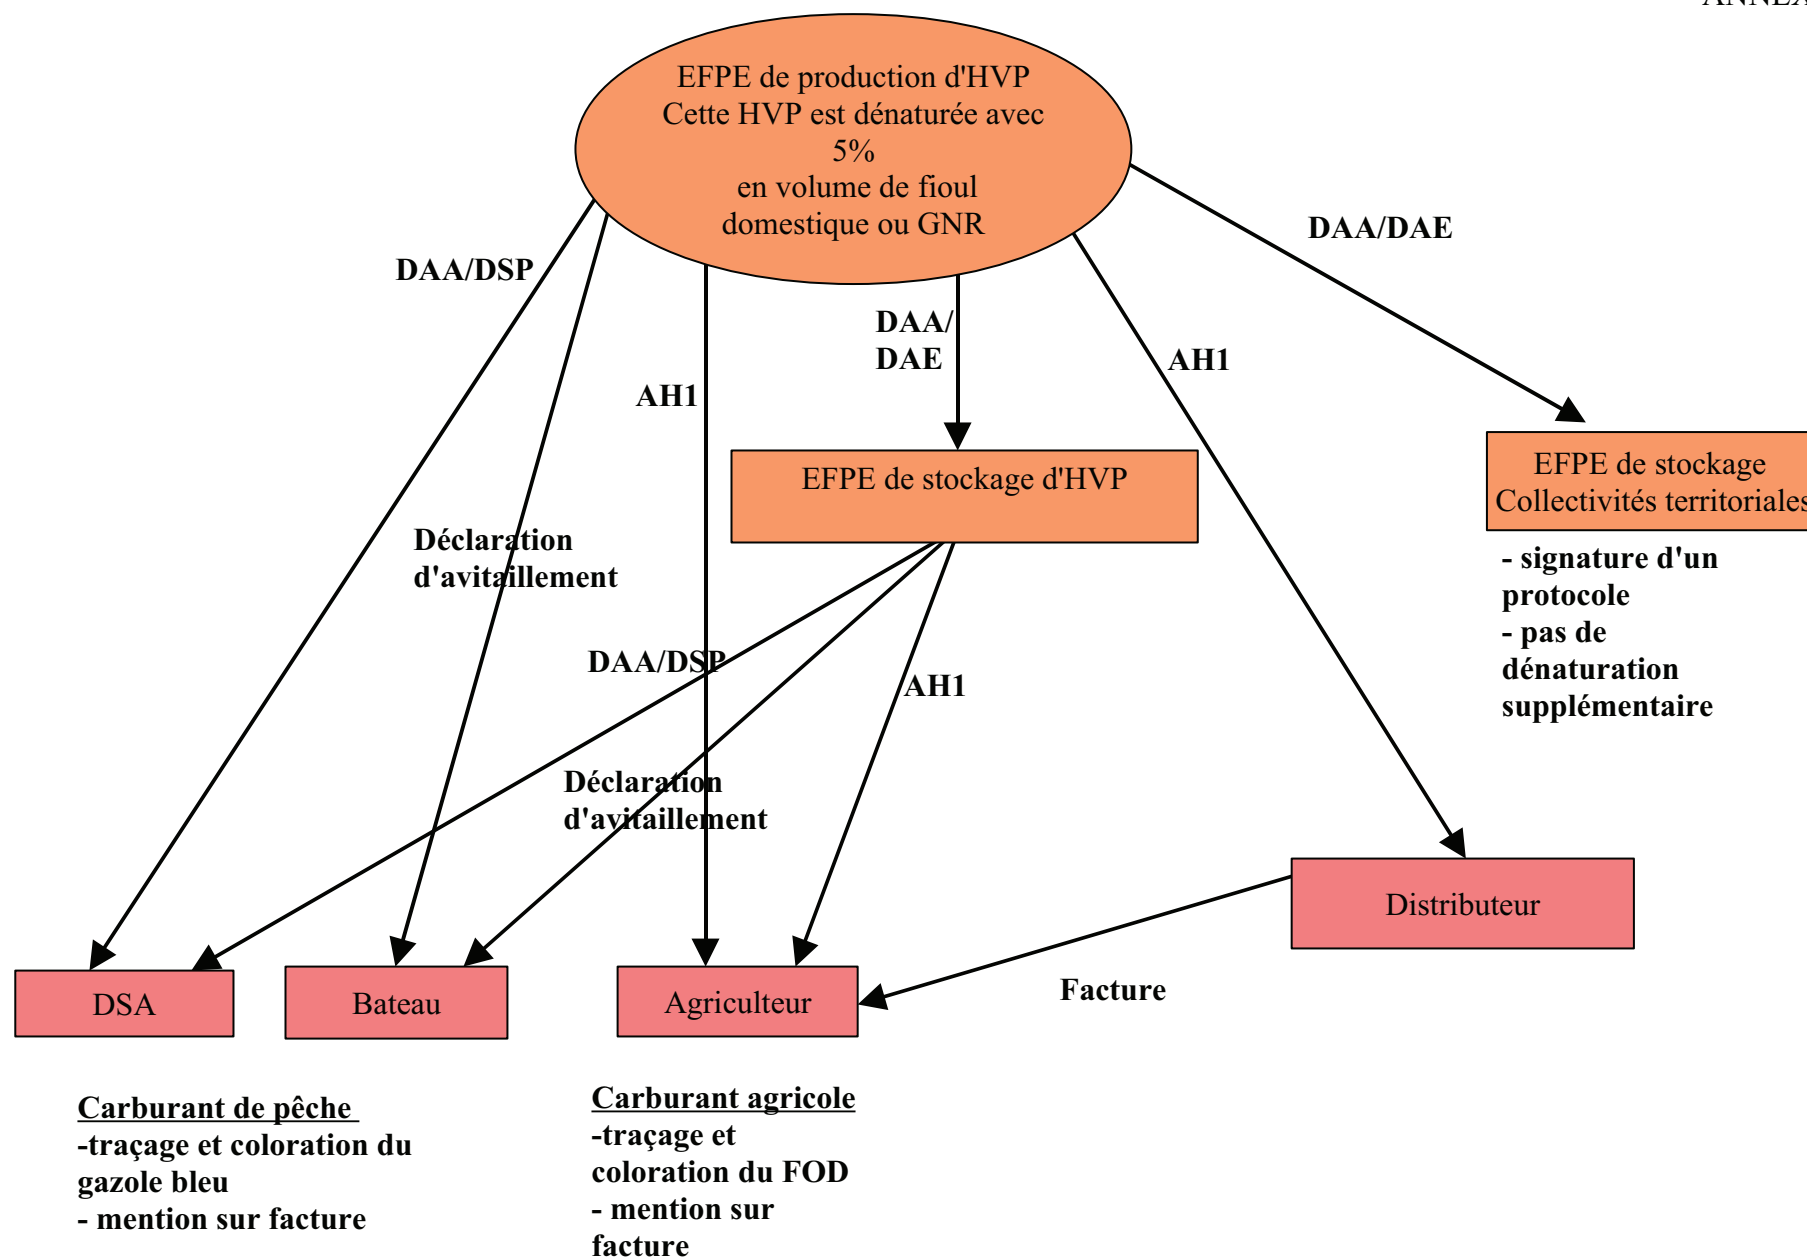 EFPE de production d'HVP
Cette HVP est dénaturée avec
5%
en volume de fioul
domestique ou GNR
DAA/DSP
DAA/DAE
DAA/
DAE
AH1
AH1
EFPE de stockage d'HVP
EFPE de stockage
Collectivités territoriales
- signature d'un
protocole
- pas de
dénaturation
supplémentaire
Déclaration
d'avitaillement
DAA/DSP
AH1
Déclaration
d'avitaillement
Distributeur
Facture
DSA
Bateau
Agriculteur
Carburant de pêche
-traçage et coloration du
gazole bleu
- mention sur facture
Carburant agricole
-traçage et
coloration du FOD
- mention sur
facture